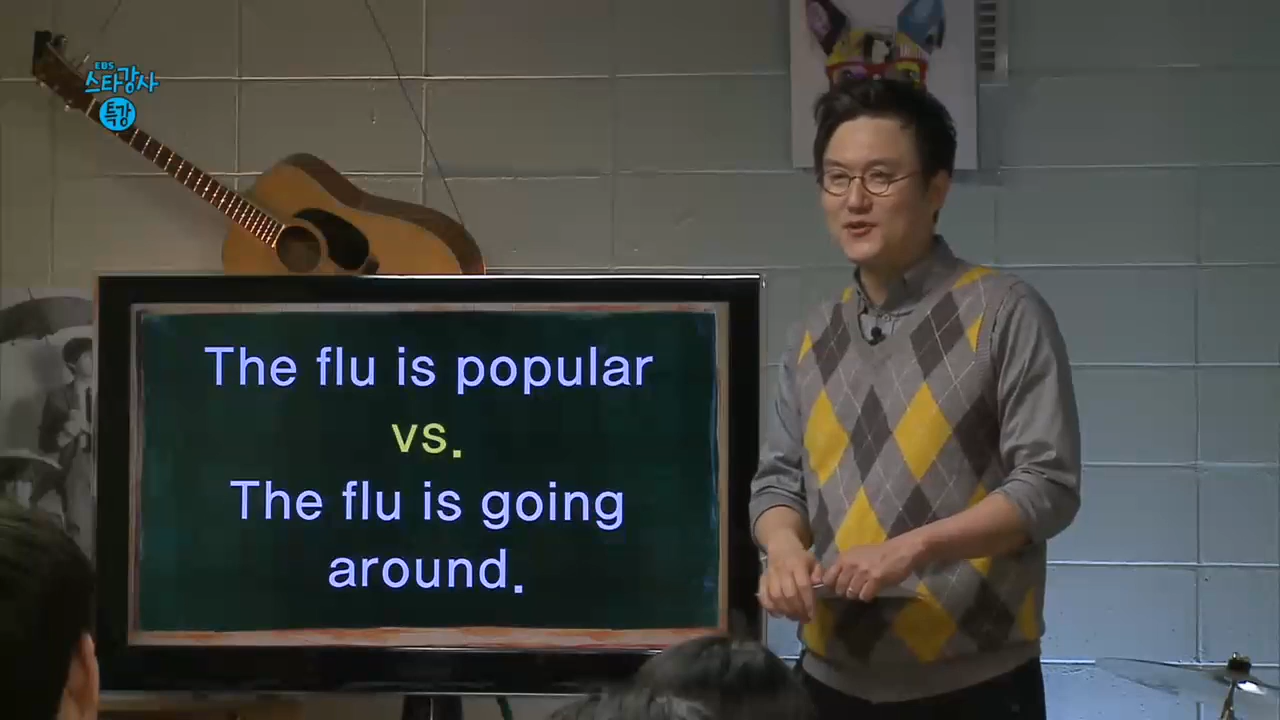 EBS
스타강사
특강
The flu is popular
vs.
The flu is going
around.